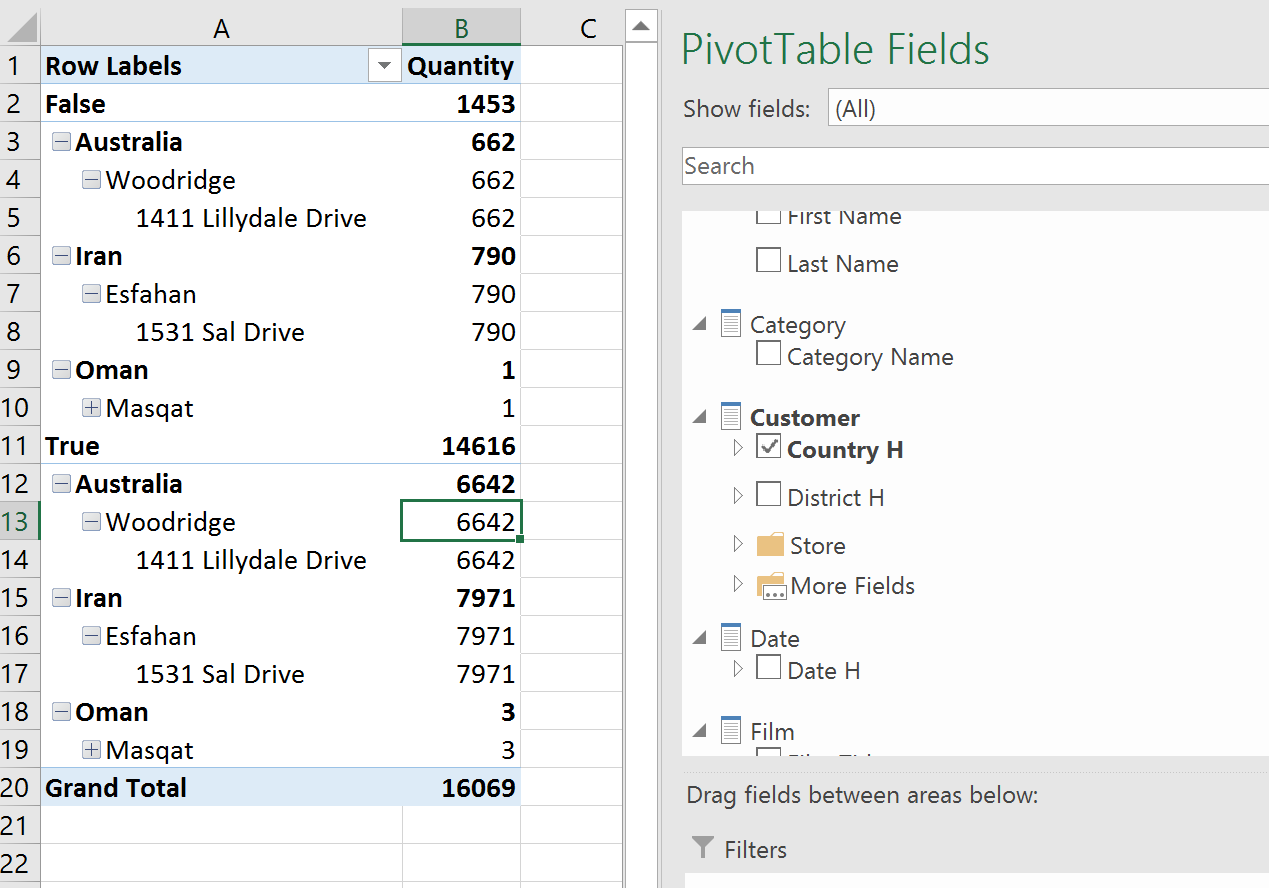 A B C
1 Row Labels Quantity
2 False 1453
3 Australia 662
4 Woodridge 662
5 1411 Lillydale Drive 662
6 Iran 790
7 Esfahan 790
8 1531 Sal Drive 790
9 Oman 1
10 Masqat 1
11 True 14616
12 Australia 6642
13 Woodridge 6642
14 1411 Lillydale Drive 6642
15 Iran 7971
16 Esfahan 7971
17 1531 Sal Drive 7971
18 Oman 3
19 Masqat 3
20 Grand Total 16069
21
22
PivotTable Fields
Show fields: (All)
Search
First Name
Last Name
Category
Category Name
Customer
Country H
District H
Store
More Fields
Date
Date H
Film
Drag fields between areas below:
Filters